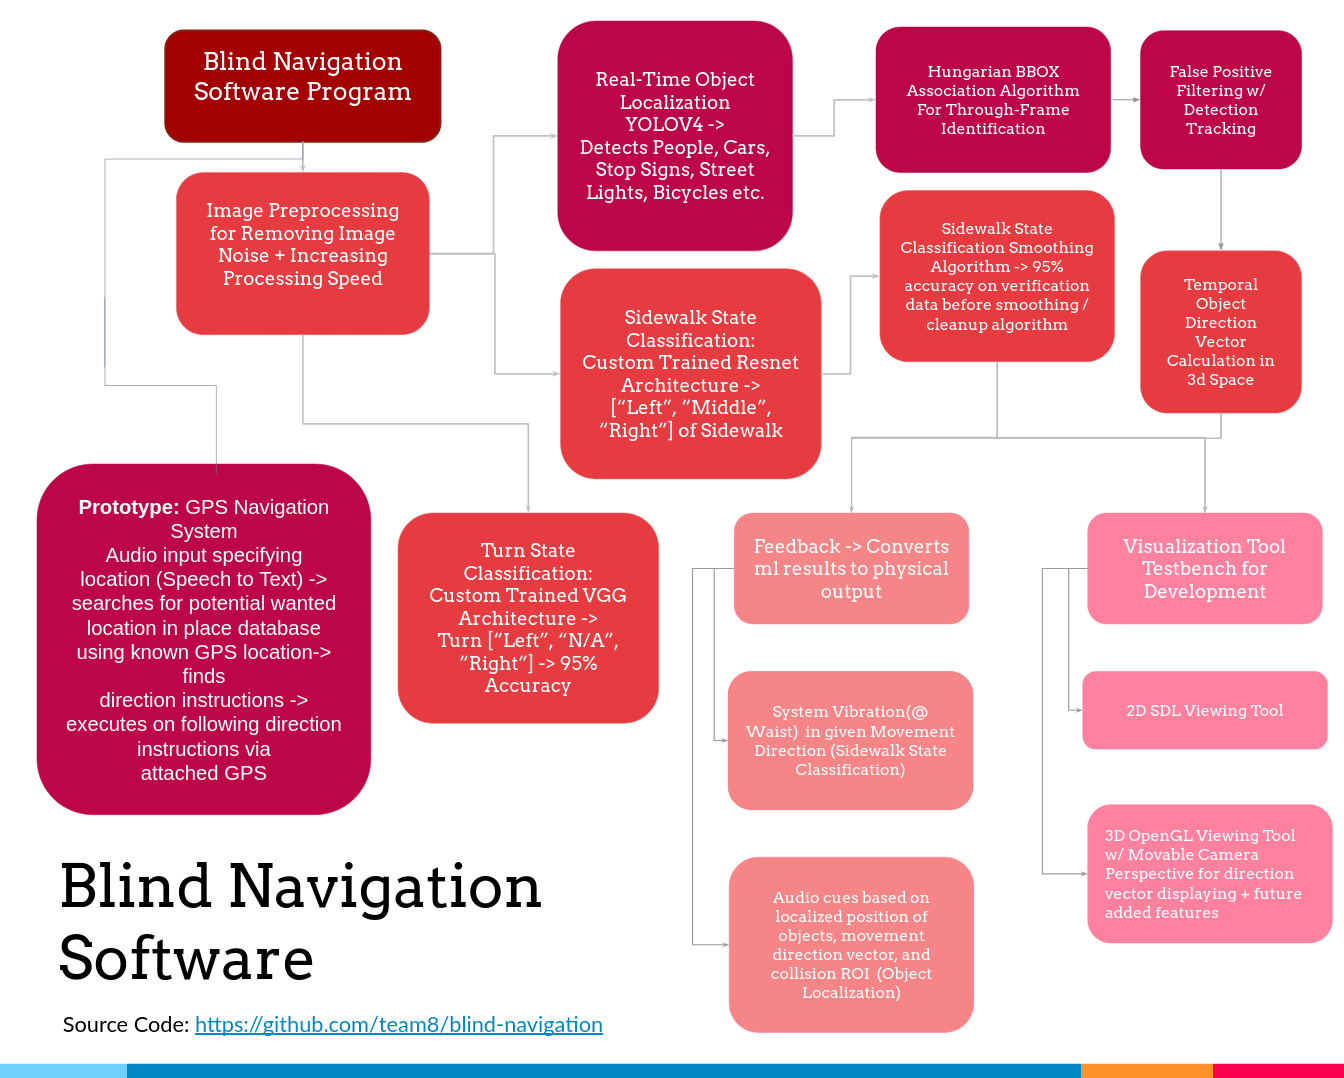 Blind Navigation
Software Program
Image Preprocessing
for Removing Image
Noise + Increasing
Processing Speed
Real-Time Object
Localization
YOLOV4 ->
Detects People, Cars,
Stop Signs, Street
Lights, Bicycles etc.
Hungarian BBOX
Association Algorithm
For Through-Frame
Identification
False Positive
Filtering w/
Detection
Tracking
Sidewalk State
Classification:
Custom Trained Resnet
Architecture ->
[“Left”, “Middle”,
“Right”] of Sidewalk
Sidewalk State
Classification Smoothing
Algorithm -> 95%
accuracy on verification
data before smoothing /
cleanup algorithm
Temporal
Object
Direction
Vector
Calculation in
3d Space
Prototype: GPS Navigation
System
Audio input specifying
location (Speech to Text) ->
searches for potential wanted
location in place database
using known GPS location->
finds
direction instructions ->
executes on following direction
instructions via
attached GPS
Turn State
Classification:
Custom Trained VGG
Architecture ->
Turn [“Left”, “N/A”,
“Right”] -> 95%
Accuracy
Feedback -> Converts
ml results to physical
output
System Vibration(@
Waist) in given Movement
Direction (Sidewalk State
Classification)
Audio cues based on
localized position of
objects, movement
direction vector, and
collision ROI (Object
Localization)
Visualization Tool
Testbench for
Development
2D SDL Viewing Tool
3D OpenGL Viewing Tool
w/ Movable Camera
Perspective for direction
vector displaying + future
added features
Blind Navigation
Software
Source Code: https://github.com/team8/blind-navigation